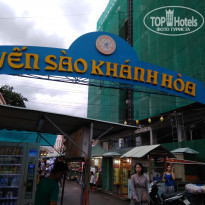 TOP Hotels
ФОТО ТУРИСТА
YẾN SÀO KHÁNH HÒA